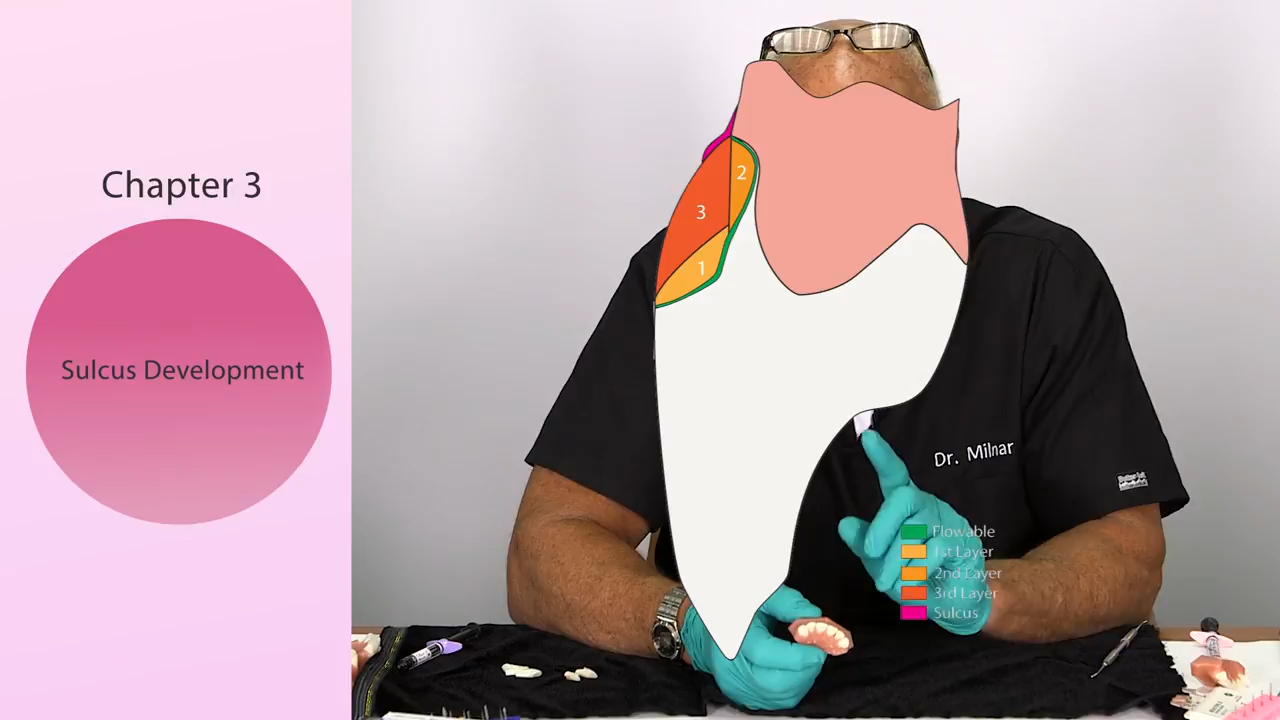 Chapter 3
Sulcus Development
2
3
1
Dr. Milnar
Flowable
1st Layer
2nd Layer
3rd Layer
Sulcus